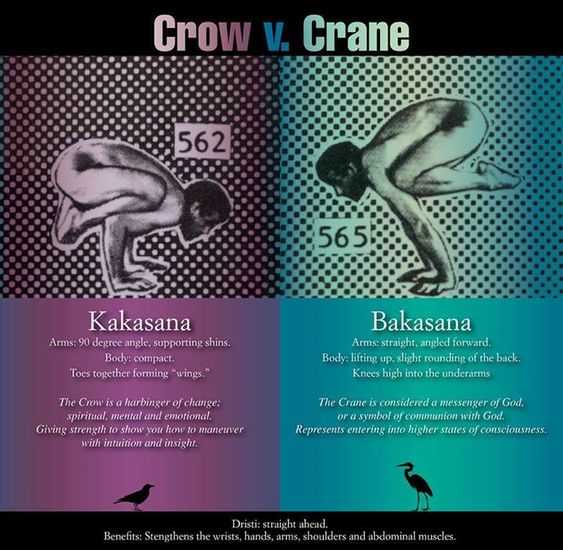 Crow v. Crane
562
565
Kakasana
Arms: 90 degree angle, supporting shins.
Body: compact.
Toes together forming “wings.”
The Crow is a harbinger of change;
spiritual, mental and emotional.
Giving strength to show you how to maneuver
with intuition and insight.
Bakasana
Arms: straight, angled forward.
Body: lifting up, slight rounding of the back.
Knees high into the underarms
The Crane is considered a messenger of God,
or a symbol of communion with God.
Represents entering into higher states of consciousness.
Dristi: straight ahead.
Benefits: Stengthens the wrists, hands, arms, shoulders and abdominal muscles.